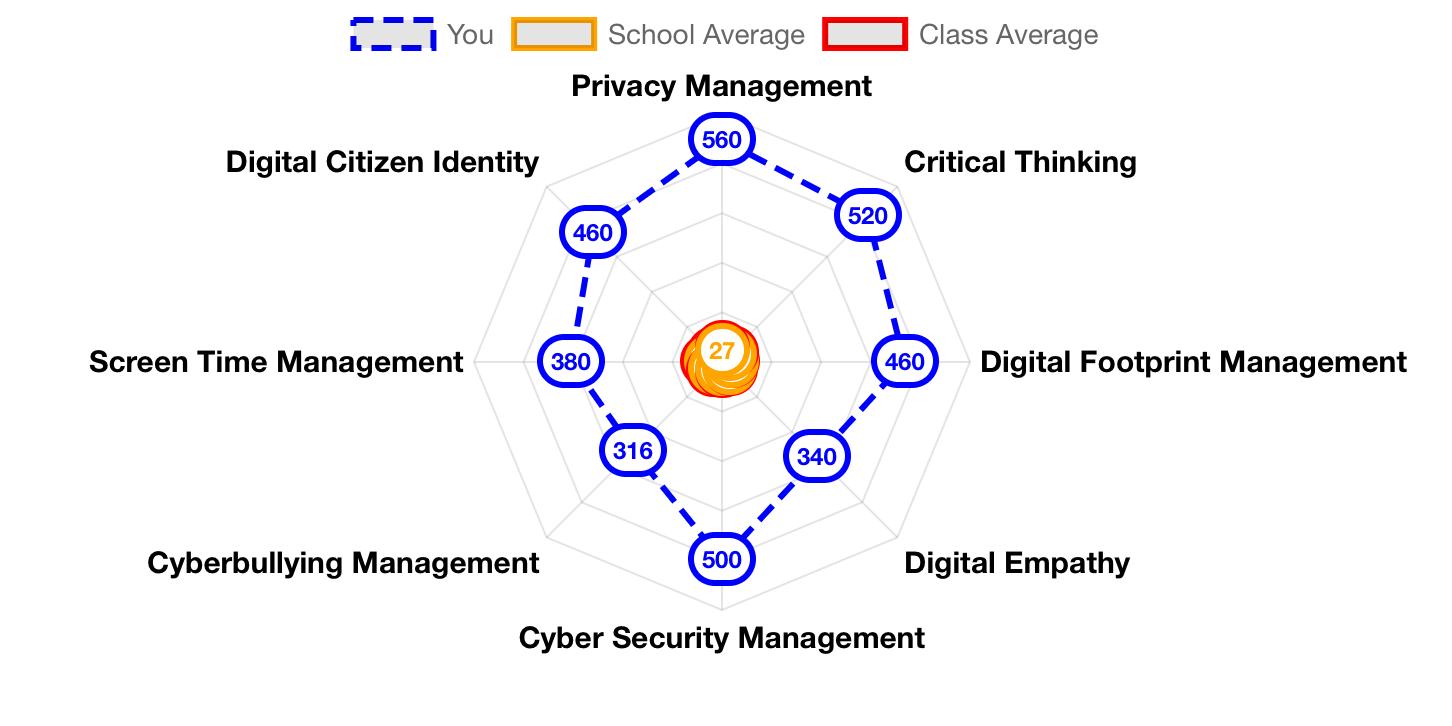 You School Average Class Average
Privacy Management
560
Digital Citizen Identity
Critical Thinking
460
520
Screen Time Management
380
27
460
Digital Footprint Management
316
340
Cyberbullying Management
500
Digital Empathy
Cyber Security Management